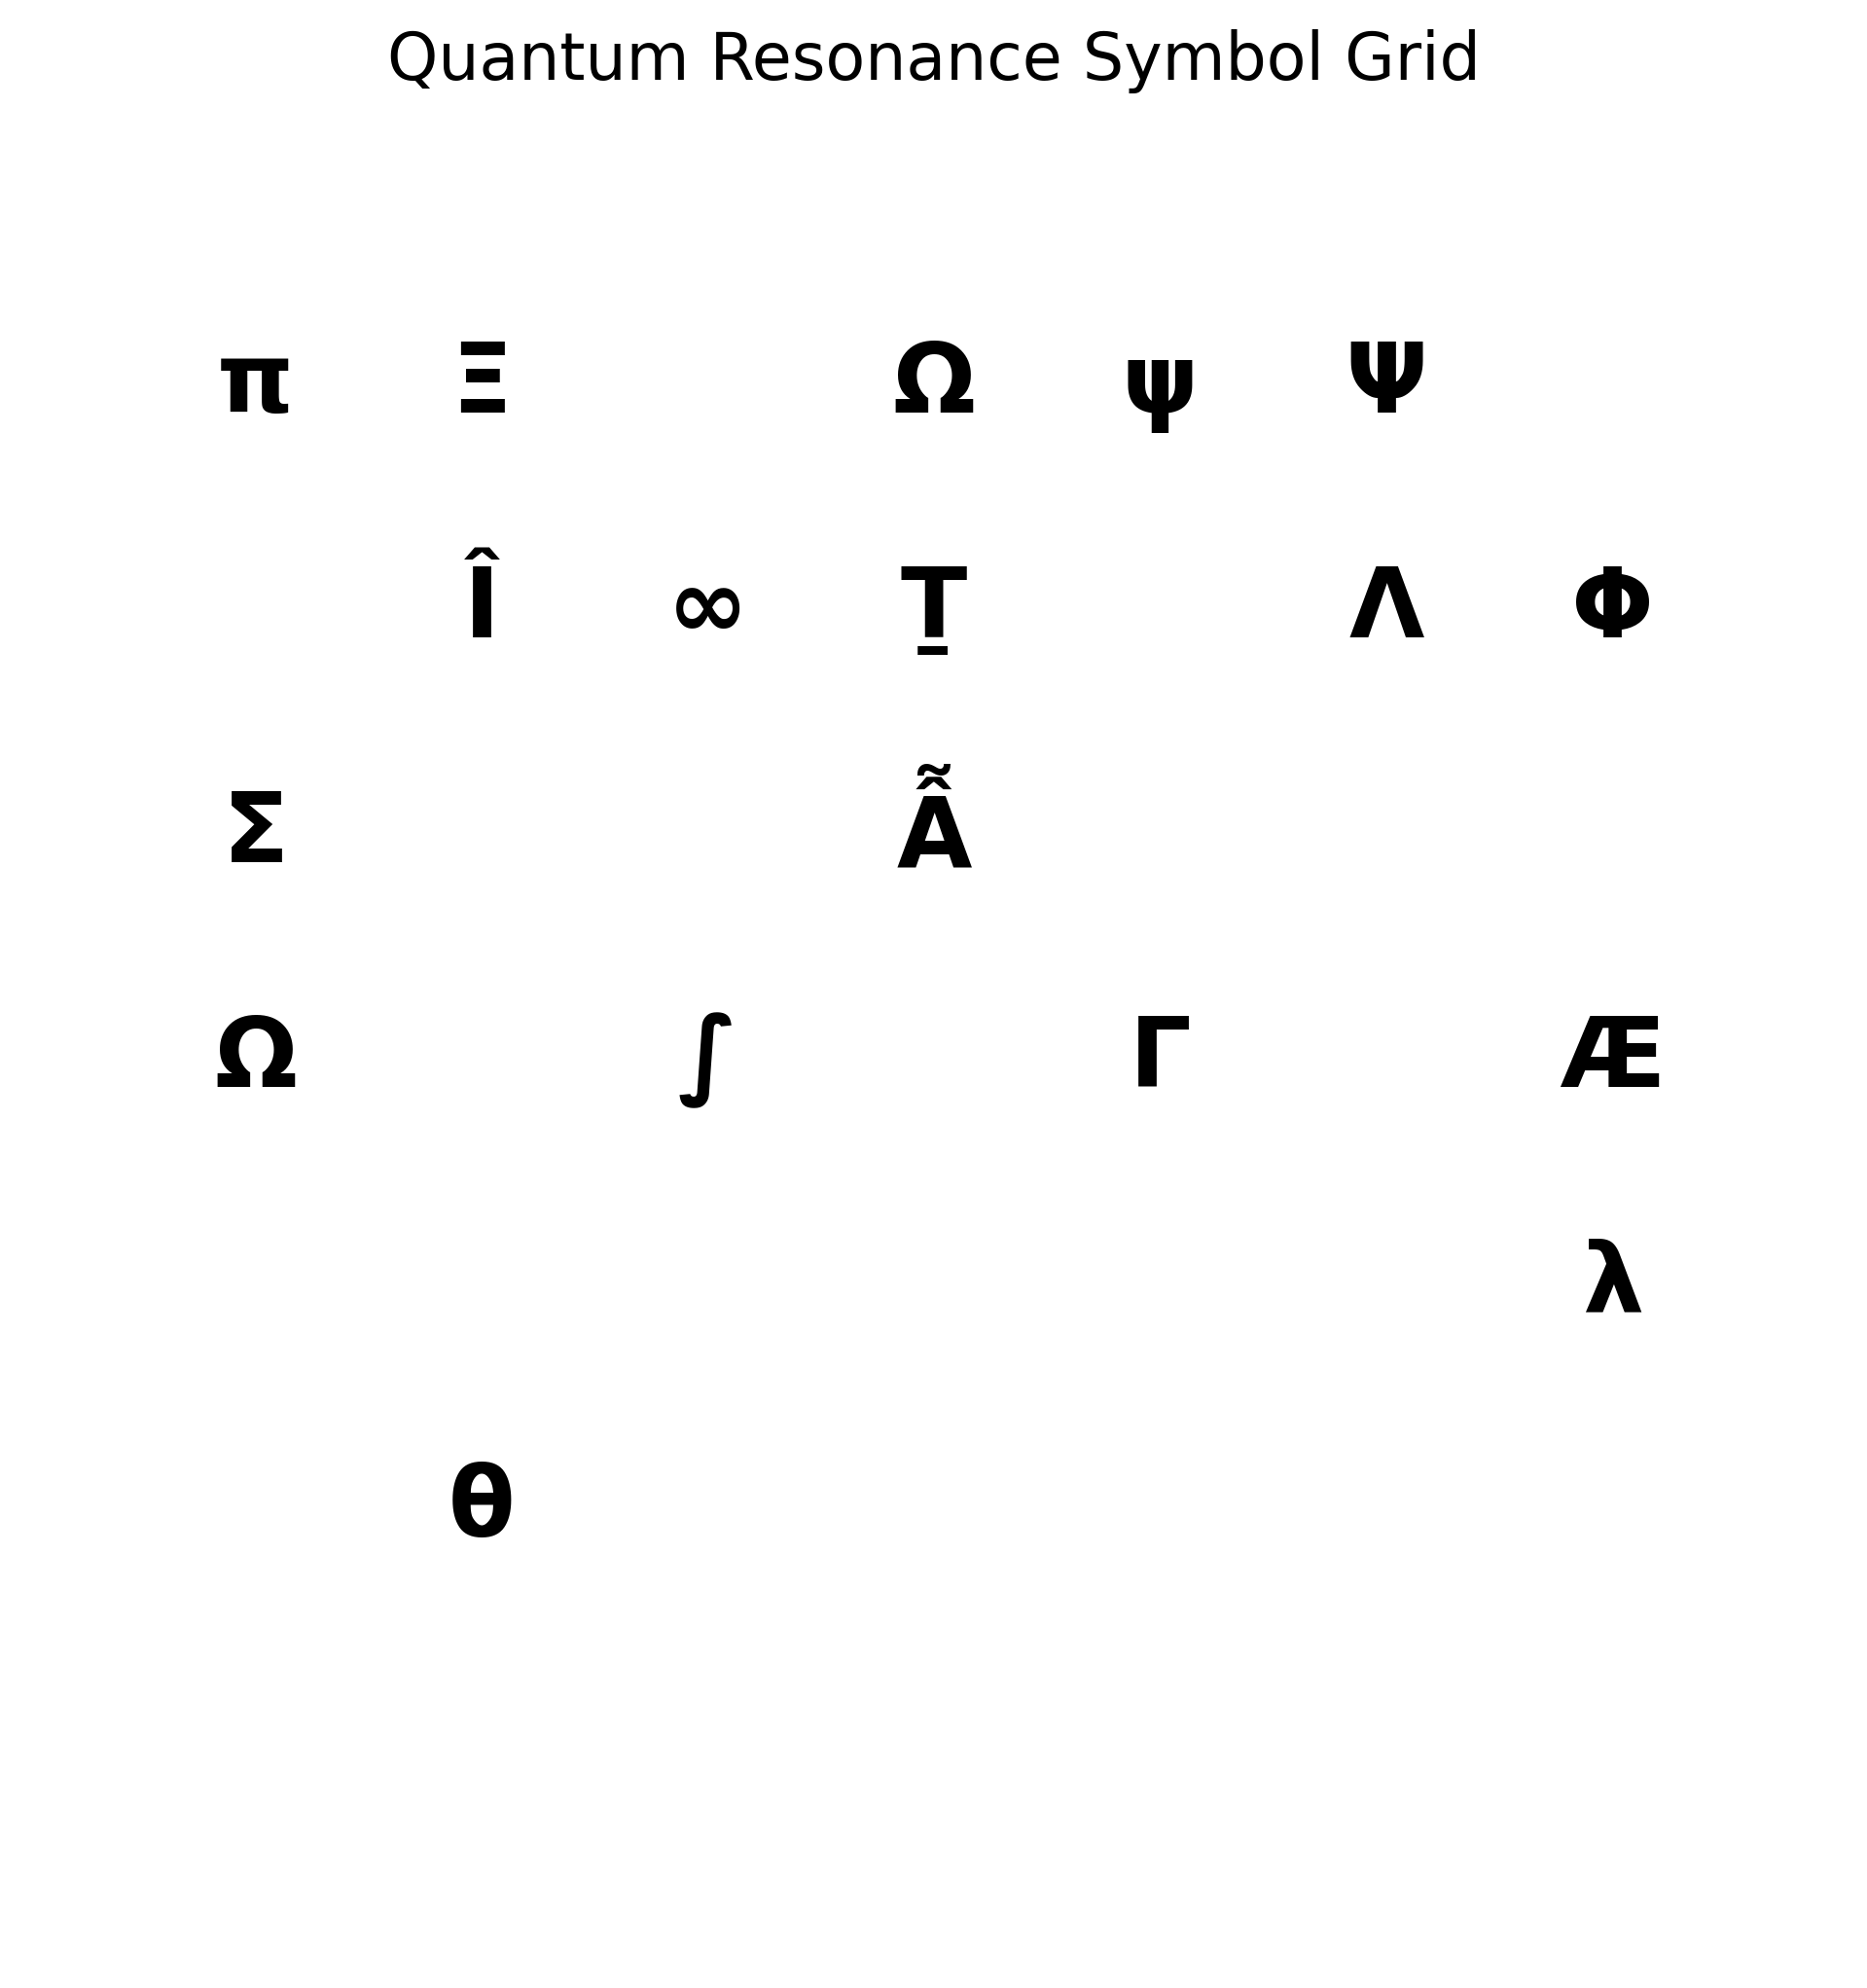 Quantum Resonance Symbol Grid
π Ξ Ω ψ Ψ
Î ∞ Ṯ Λ Φ
Σ Ẫ
Ω ∫ Γ Æ
λ
θ